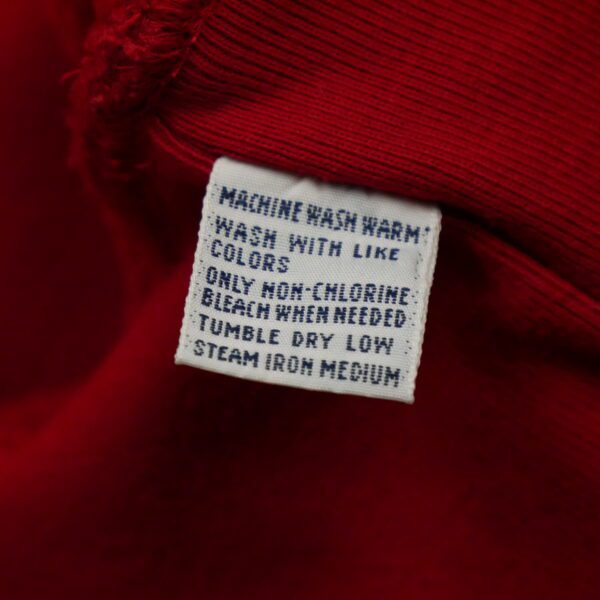 MACHINE WASH WARM
WASH WITH LIKE
COLORS
ONLY NON-CHLORINE
BLEACH WHEN NEEDED
TUMBLE DRY LOW
STEAM IRON MEDIUM